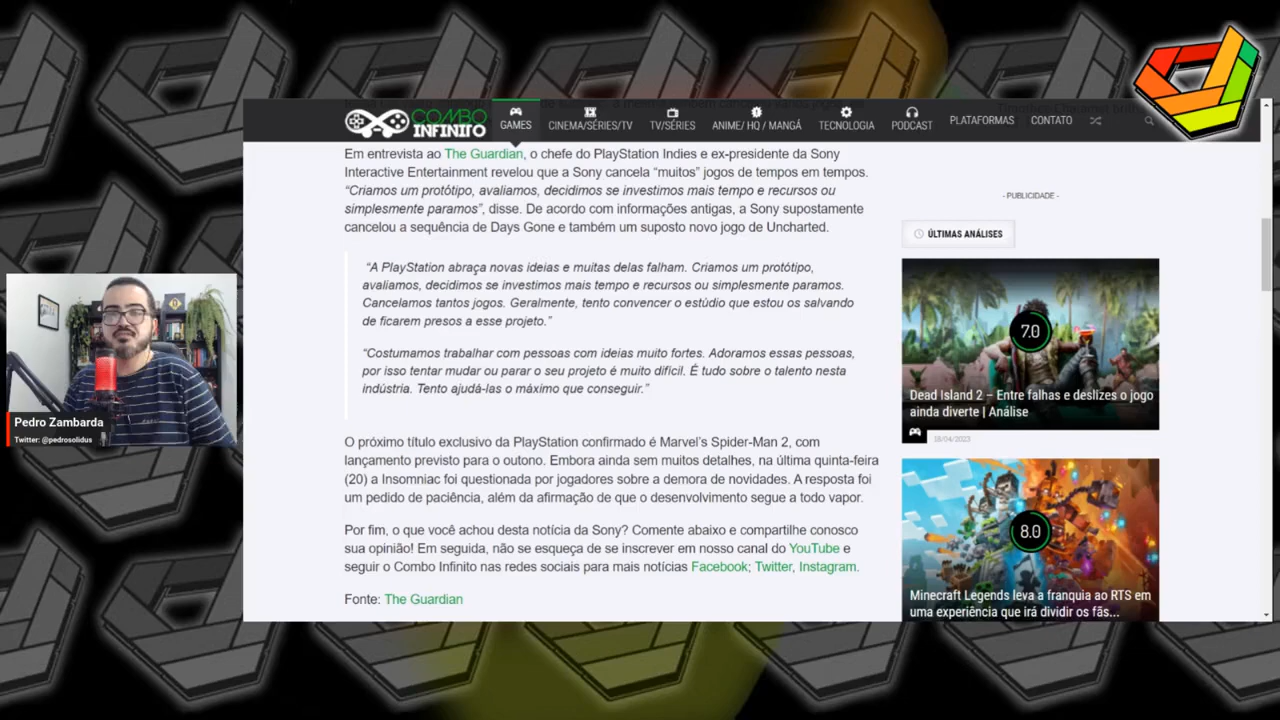 COMBO
INFINITO
GAMES
CINEMA/SÉRIES/TV
TV/SÉRIES
ANIME/ HQ / MANGÁ
TECNOLOGIA
PODCAST
PLATAFORMAS
CONTATO
Em entrevista ao The Guardian, o chefe do PlayStation Indies e ex-presidente da Sony
Interactive Entertainment revelou que a Sony cancela “muitos” jogos de tempos em tempos.
“Criamos um protótipo, avaliamos, decidimos se investimos mais tempo e recursos ou
simplesmente paramos”, disse. De acordo com informações antigas, a Sony supostamente
cancelou a sequência de Days Gone e também um suposto novo jogo de Uncharted.
“A PlayStation abraça novas ideias e muitas delas falham. Criamos um protótipo,
avaliamos, decidimos se investimos mais tempo e recursos ou simplesmente paramos.
Cancelamos tantos jogos. Geralmente, tento convencer o estúdio que estou os salvando
de ficarem presos a esse projeto.”
“Costumamos trabalhar com pessoas com ideias muito fortes. Adoramos essas pessoas,
por isso tentar mudar ou parar o seu projeto é muito difícil. É tudo sobre o talento nesta
indústria. Tento ajudá-las o máximo que conseguir.”
O próximo título exclusivo da PlayStation confirmado é Marvel’s Spider-Man 2, com
lançamento previsto para o outono. Embora ainda sem muitos detalhes, na última quinta-feira
(20) a Insomniac foi questionada por jogadores sobre a demora de novidades. A resposta foi
um pedido de paciência, além da afirmação de que o desenvolvimento segue a todo vapor.
Por fim, o que você achou desta notícia da Sony? Comente abaixo e compartilhe conosco
sua opinião! Em seguida, não se esqueça de se inscrever em nosso canal do YouTube e
seguir o Combo Infinito nas redes sociais para mais notícias Facebook; Twitter, Instagram.
Fonte: The Guardian
- PUBLICIDADE -
ÚLTIMAS ANÁLISES
7.0
Dead Island 2 – Entre falhas e deslizes o jogo
ainda diverte | Análise
18/04/2023
8.0
Minecraft Legends leva a franquia ao RTS em
uma experiência que irá dividir os fãs...
Pedro Zambarda
Twitter: @pedrosolidus